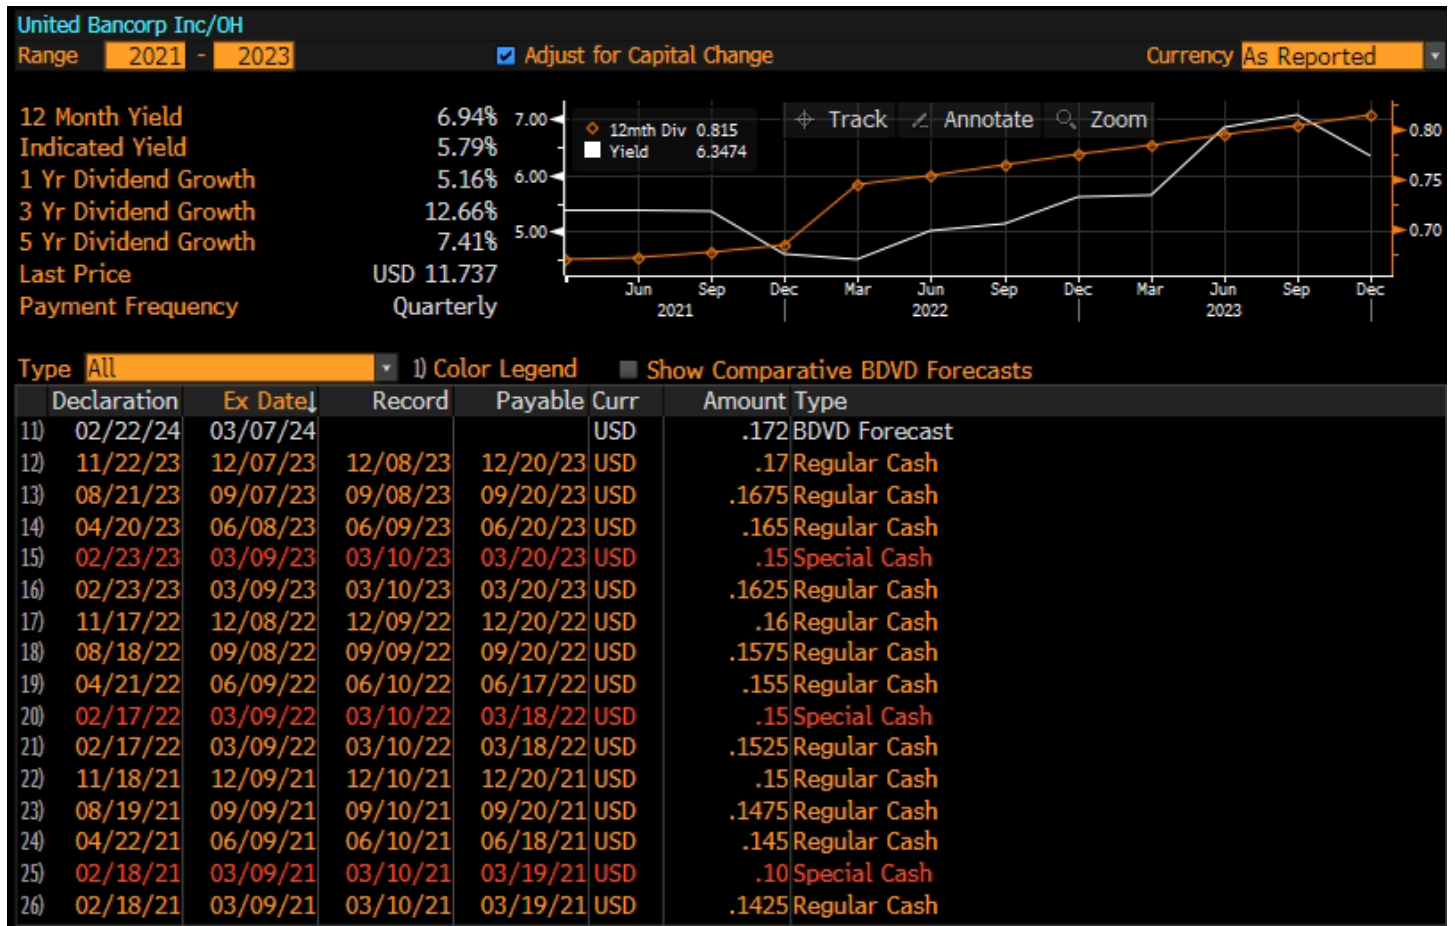 United Bancorp Inc/OH
Range 2021 - 2023 Adjust for Capital Change Currency As Reported
12 Month Yield 6.94%
Indicated Yield 5.79%
1 Yr Dividend Growth 5.16%
3 Yr Dividend Growth 12.66%
5 Yr Dividend Growth 7.41%
Last Price USD 11.737
Payment Frequency Quarterly
Track Annotate Zoom
12mth Div 0.815
Yield 6.3474
7.00
6.00
5.00
0.80
0.75
0.70
Jun Sep Dec Mar Jun Sep Dec Mar Jun Sep Dec
2021 2022 2023
Type All 1) Color Legend Show Comparative BDVD Forecasts
Declaration Ex Date↓ Record Payable Curr Amount Type
11) 02/22/24 03/07/24 USD .172 BDVD Forecast
12) 11/22/23 12/07/23 12/08/23 12/20/23 USD .17 Regular Cash
13) 08/21/23 09/07/23 09/08/23 09/20/23 USD .1675 Regular Cash
14) 04/20/23 06/08/23 06/09/23 06/20/23 USD .165 Regular Cash
15) 02/23/23 03/09/23 03/10/23 03/20/23 USD .15 Special Cash
16) 02/23/23 03/09/23 03/10/23 03/20/23 USD .1625 Regular Cash
17) 11/17/22 12/08/22 12/09/22 12/20/22 USD .16 Regular Cash
18) 08/18/22 09/08/22 09/09/22 09/20/22 USD .1575 Regular Cash
19) 04/21/22 06/09/22 06/10/22 06/17/22 USD .155 Regular Cash
20) 02/17/22 03/09/22 03/10/22 03/18/22 USD .15 Special Cash
21) 02/17/22 03/09/22 03/10/22 03/18/22 USD .1525 Regular Cash
22) 11/18/21 12/09/21 12/10/21 12/20/21 USD .15 Regular Cash
23) 08/19/21 09/09/21 09/10/21 09/20/21 USD .1475 Regular Cash
24) 04/22/21 06/09/21 06/10/21 06/18/21 USD .145 Regular Cash
25) 02/18/21 03/09/21 03/10/21 03/19/21 USD .10 Special Cash
26) 02/18/21 03/09/21 03/10/21 03/19/21 USD .1425 Regular Cash